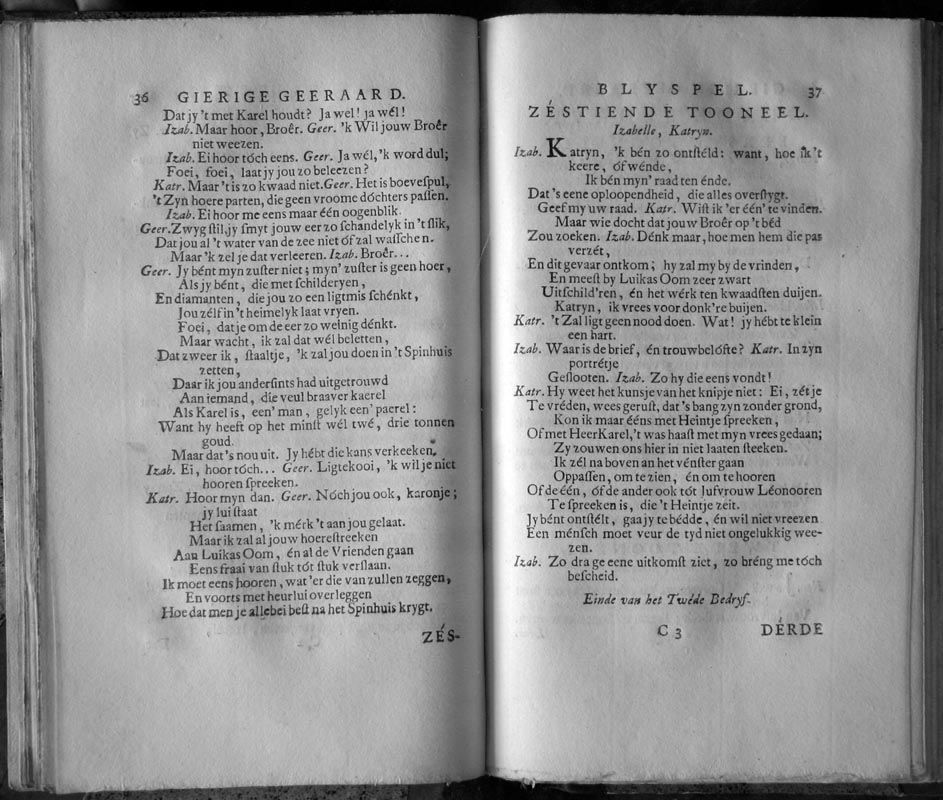 36 GIERIGE GEERAARD.
Dat jy 't met Karel houdt? Ja wel! ja wél!
Izab. Maar hoor, Broêr. Geer. 'k Wil jouw Broêr
niet weezen.
Izab. Ei hoor tóch eens. Geer. Ja wél, 'k word dul;
Foei, foei, laat jy jou zo beleezen?
Katr. Maar 't is zo kwaad niet. Geer. Het is boevespul,
't Zyn hoere parten, die geen vroome dóchters passen.
Izab. Ei hoor me eens maar één oogenblik.
Geer. Zwyg stil, jy smyt jouw eer zo schandelyk in 't slik,
Dat jou al 't water van de zee niet óf zal wasschen.
Maar 'k zel je dat verleeren. Izab. Broêr...
Geer. Jy bént myn zuster niet; myn' zuster is geen hoer,
Als jy bént, die met schilderyen,
En diamanten, die jou zo een ligtmis schénkt,
Jou zélf in 't heimelyk laat vryen.
Foei, dat je om de eer zo weinig dénkt.
Maar wacht, ik zal dat wél beletten,
Dat zweer ik, staaltje, 'k zal jou doen in 't Spinhuis
zetten,
Daar ik jou andersints had uitgetrouwd
Aan iemand, die veul braaver kaerel
Als Karel is, een' man, gelyk een' paerel:
Want hy heeft op het minst wél twé, drie tonnen
goud.
Maar dat 's nou uit. Jy hébt die kans verkeeken.
Izab. Ei, hoor tóch... Geer. Ligtekooi, 'k wil je niet
hooren spreeken.
Katr. Hoor myn dan. Geer. Nóch jou ook, karonje;
jy lui staat
Het saamen, 'k mérk 't aan jou gelaat.
Maar ik zal al jouw hoerestreeken
Aan Luikas Oom, én al de Vrienden gaan
Eens fraai van stuk tót stuk verslaan.
Ik moet eens hooren, wat 'er die van zullen zeggen,
En voorts met heur lui overleggen
Hoe dat men je allebei best na het Spinhuis krygt.
ZÉS-
BLYSPEL. 37
ZÉSTIENDE TOONEEL.
Izabelle, Katryn.
Izab. Katryn, 'k bén zo ontstéld: want, hoe ik 't
keere, óf wénde,
Ik bén myn' raad ten énde.
Dat 's eene oploopendheid, die alles overstygt.
Geef my uw raad. Katr. Wist ik 'er één' te vinden.
Maar wie docht dat jouw Broêr op 't béd
Zou zoeken. Izab. Dénk maar, hoe men hem die pas
verzét,
En dit gevaar ontkom; hy zal my by de vrinden,
En meest by Luikas Oom zeer zwart
Uitschild'ren, én het wérk ten kwaadsten duijen.
Katryn, ik vrees voor donk're buijen.
Katr. 't Zal ligt geen nood doen. Wat! jy hébt te klein
een hart.
Izab. Waar is de brief, én trouwbelófte? Katr. In zyn
portrétje
Geslooten. Izab. Zo hy die eens vondt!
Katr. Hy weet het kunsje van het knipje niet: Ei, zét je
Te vréden, wees gerust, dat 's bang zyn zonder grond,
Kon ik maar ééns met Heintje spreeken,
Of met Heer Karel, 't was haast met myn vrees gedaan;
Zy zouwen ons hier in niet laaten steeken.
Ik zél na boven an het vénster gaan
Oppassen, om te zien, én om te hooren
Of de één, óf de ander ook tót Jufvrouw Léonooren
Te spreeken is, die 't Heintje zeit.
Jy bént ontstélt, gaa jy te bédde, én wil niet vreezen
Een ménsch moet veur de tyd niet ongelukkig wee-
zen.
Izab. Zo dra ge eene uitkomst ziet, zo bréng me tóch
bescheid.
Einde van het Twéde Bedryf.
C 3 DÉRDE